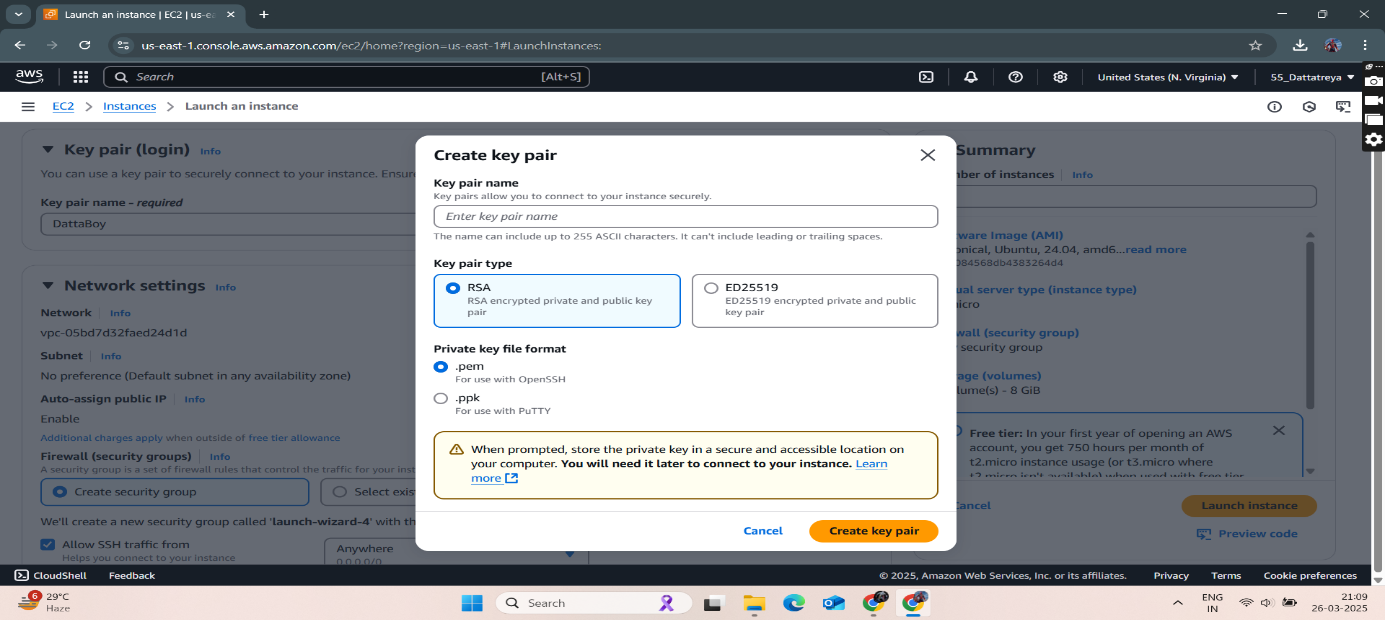 Launch an instance | EC2 | us-ea
us-east-1.console.aws.amazon.com/ec2/home?region=us-east-1#LaunchInstances:
aws
Search [Alt+S]
United States (N. Virginia)
55_Dattatreya
EC2 > Instances > Launch an instance
Key pair (login) Info
You can use a key pair to securely connect to your instance. Ensure
Key pair name – required
DattaBoy
Network settings Info
Network Info
vpc-05bd7d32faed24d1d
Subnet Info
No preference (Default subnet in any availability zone)
Auto-assign public IP Info
Enable
Additional charges apply when outside of free tier allowance
Firewall (security groups) Info
A security group is a set of firewall rules that control the traffic for your inst
Create security group
Select exis
We'll create a new security group called 'launch-wizard-4' with th
Allow SSH traffic from
Helps you connect to your instance
Anywhere
0.0.0.0/0
Create key pair
Key pair name
Key pairs allow you to connect to your instance securely.
Enter key pair name
The name can include up to 255 ASCII characters. It can't include leading or trailing spaces.
Key pair type
RSA
RSA encrypted private and public key
pair
ED25519
ED25519 encrypted private and public
key pair
Private key file format
.pem
For use with OpenSSH
.ppk
For use with PuTTY
When prompted, store the private key in a secure and accessible location on
your computer. You will need it later to connect to your instance. Learn
more
Cancel
Create key pair
Summary
ber of instances Info
ware Image (AMI)
onical, Ubuntu, 24.04, amd6...read more
084568db4383264d4
ual server type (instance type)
icro
wall (security group)
security group
age (volumes)
lume(s) - 8 GiB
Free tier: In your first year of opening an AWS
account, you get 750 hours per month of
t2.micro instance usage (or t3.micro where
t2.micro isn't available) when used with free tier
ancel
Launch instance
Preview code
CloudShell Feedback
© 2025, Amazon Web Services, Inc. or its affiliates. Privacy Terms Cookie preferences
6
29°C
Haze
Search
ENG
IN
21:09
26-03-2025